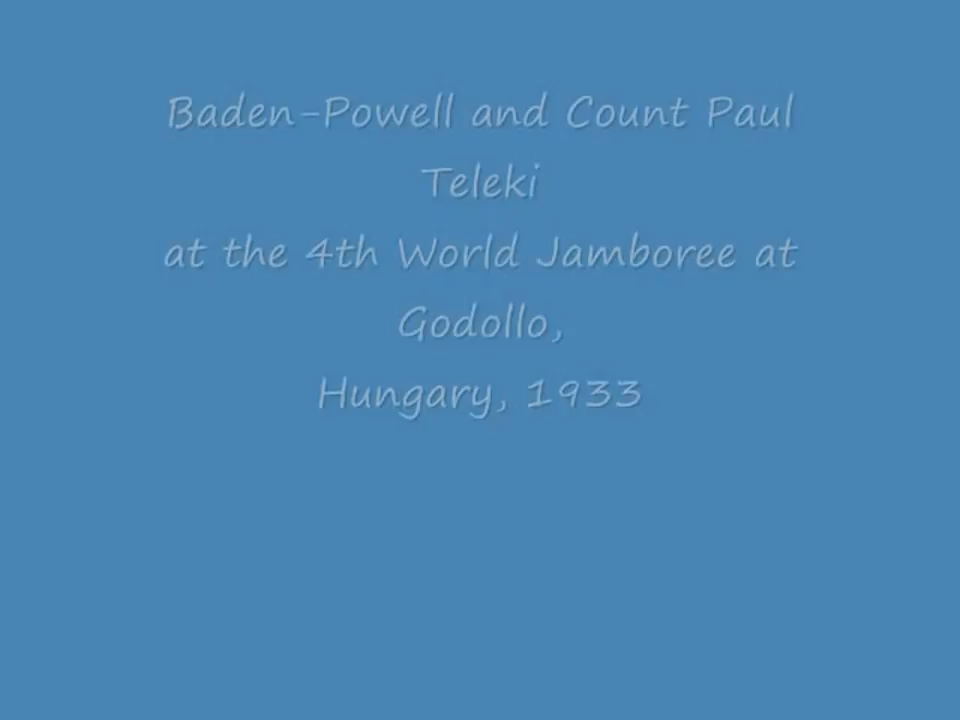 Baden-Powell and Count Paul
Teleki
at the 4th World Jamboree at
Godollo,
Hungary, 1933